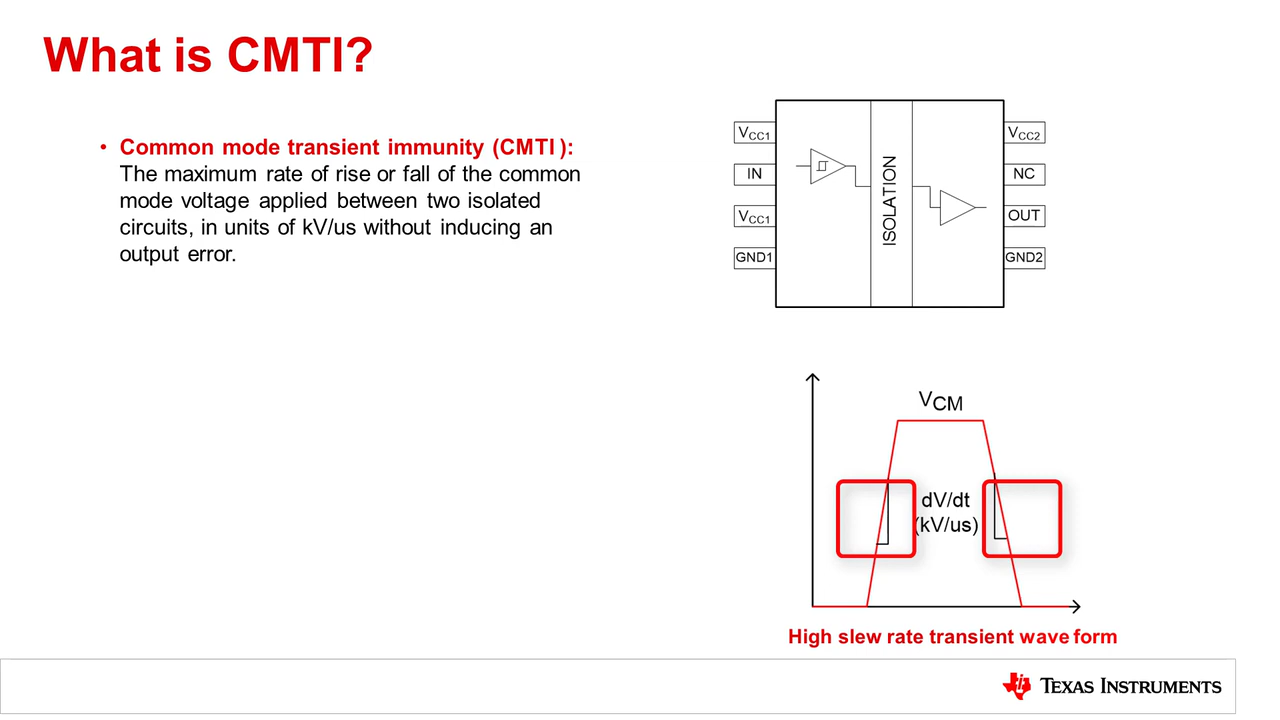 What is CMTI?
• Common mode transient immunity (CMTI ):
The maximum rate of rise or fall of the common
mode voltage applied between two isolated
circuits, in units of kV/us without inducing an
output error.
VCC1
IN
VCC1
GND1
ISOLATION
VCC2
NC
OUT
GND2
VCM
dV/dt
(kV/us)
High slew rate transient wave form
TEXAS INSTRUMENTS